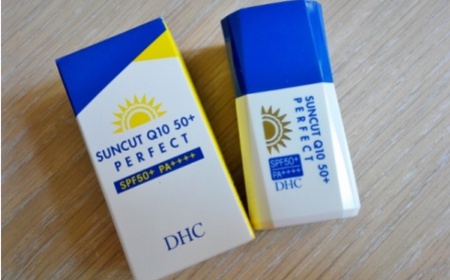 SUNCUT Q10 50+
PERFECT
SPF50+ PA++++
DHC
SUNCUT Q10 50+
PERFECT
SPF50+
PA++++
DHC